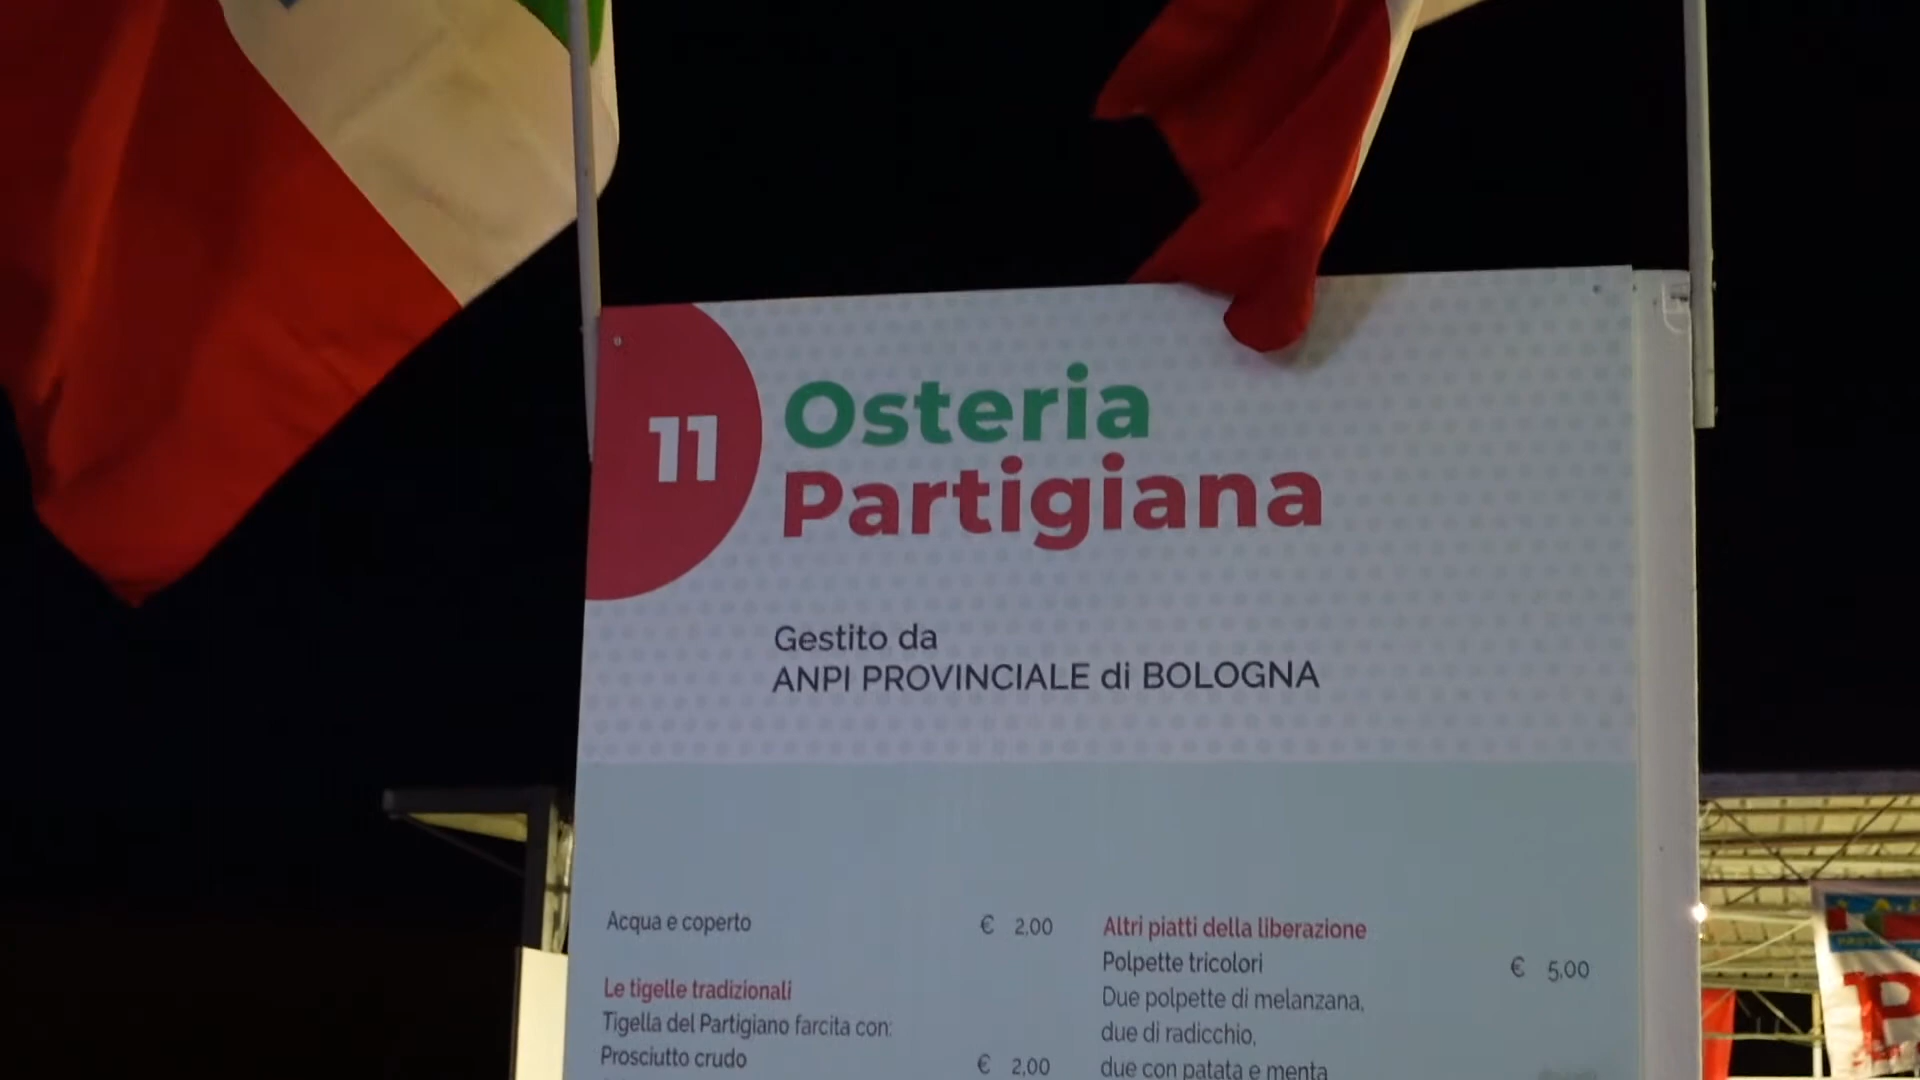 11
Osteria
Partigiana
Gestito da
ANPI PROVINCIALE di BOLOGNA
Acqua e coperto € 2,00
Le tigelle tradizionali
Tigella del Partigiano farcita con:
Prosciutto crudo € 2,00
Altri piatti della liberazione
Polpette tricolori € 5,00
Due polpette di melanzana,
due di radicchio,
due con patata e menta